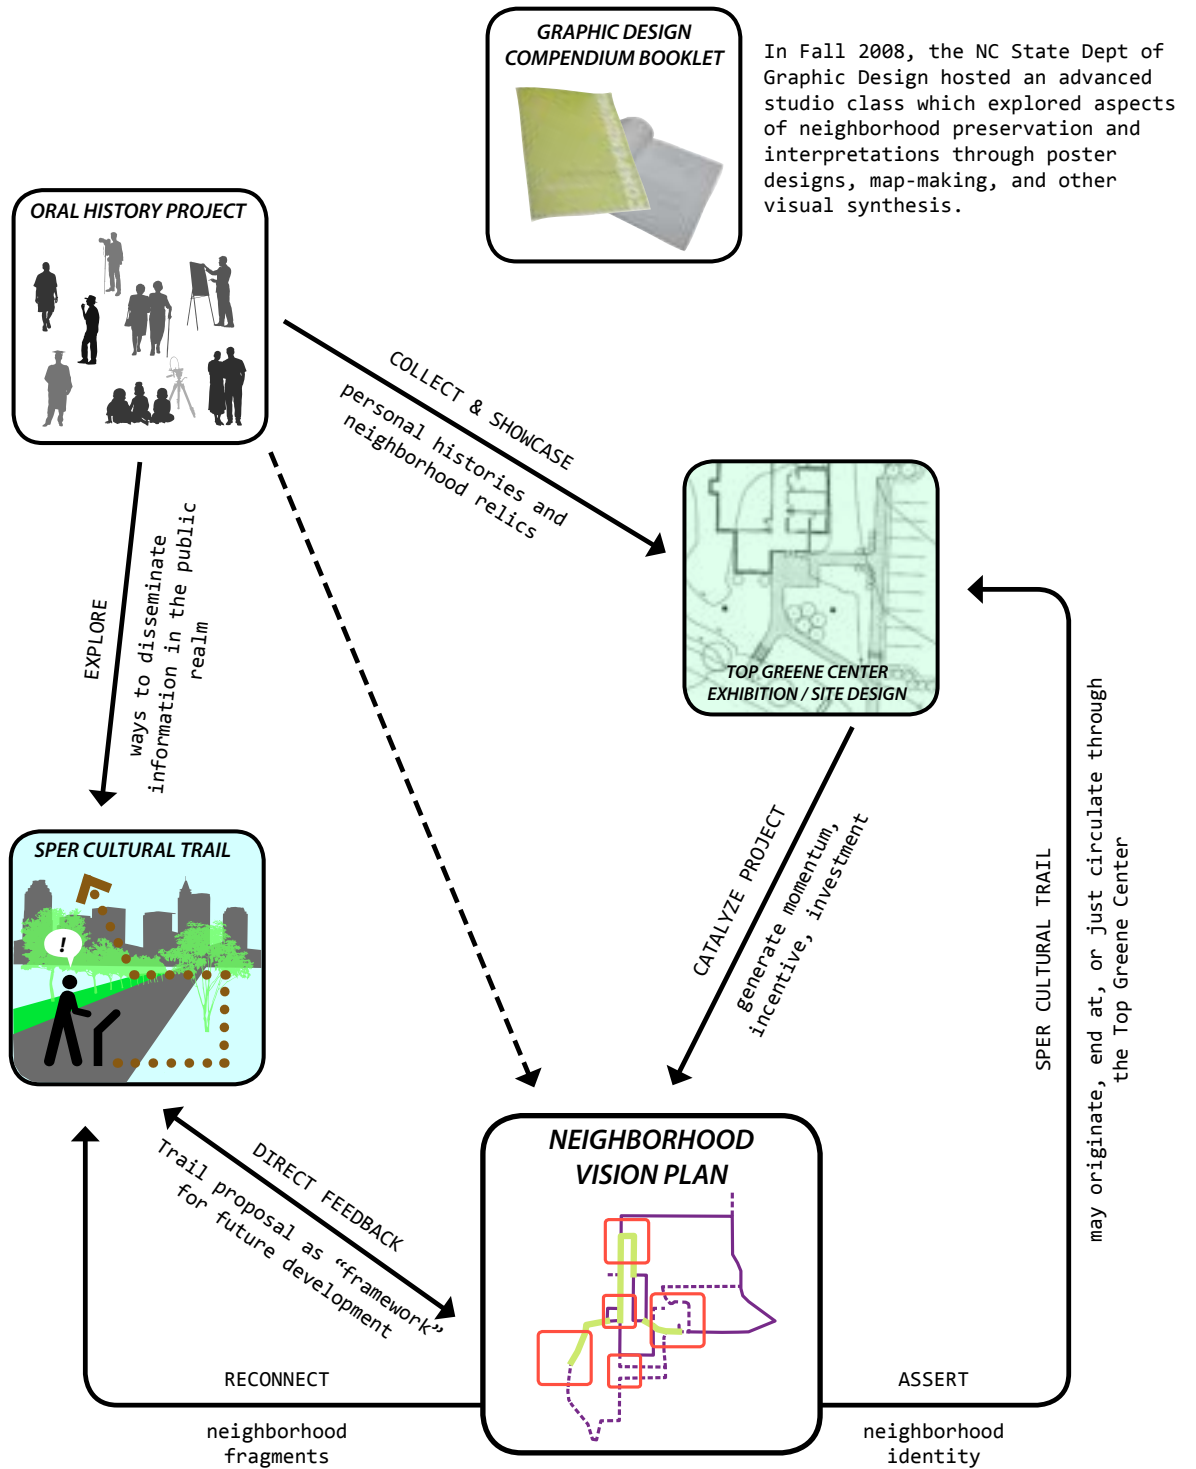 GRAPHIC DESIGN
COMPENDIUM BOOKLET
In Fall 2008, the NC State Dept of
Graphic Design hosted an advanced
studio class which explored aspects
of neighborhood preservation and
interpretations through poster
designs, map-making, and other
visual synthesis.
ORAL HISTORY PROJECT
COLLECT & SHOWCASE
personal histories and
neighborhood relics
EXPLORE
ways to disseminate
information in the public
realm
TOP GREENE CENTER
EXHIBITION / SITE DESIGN
SPER CULTURAL TRAIL
!
CATALYZE PROJECT
generate momentum,
incentive, investment
SPER CULTURAL TRAIL
may originate, end at, or just circulate through
the Top Greene Center
DIRECT FEEDBACK
Trail proposal as “framework”
for future development
NEIGHBORHOOD
VISION PLAN
RECONNECT
neighborhood
fragments
ASSERT
neighborhood
identity